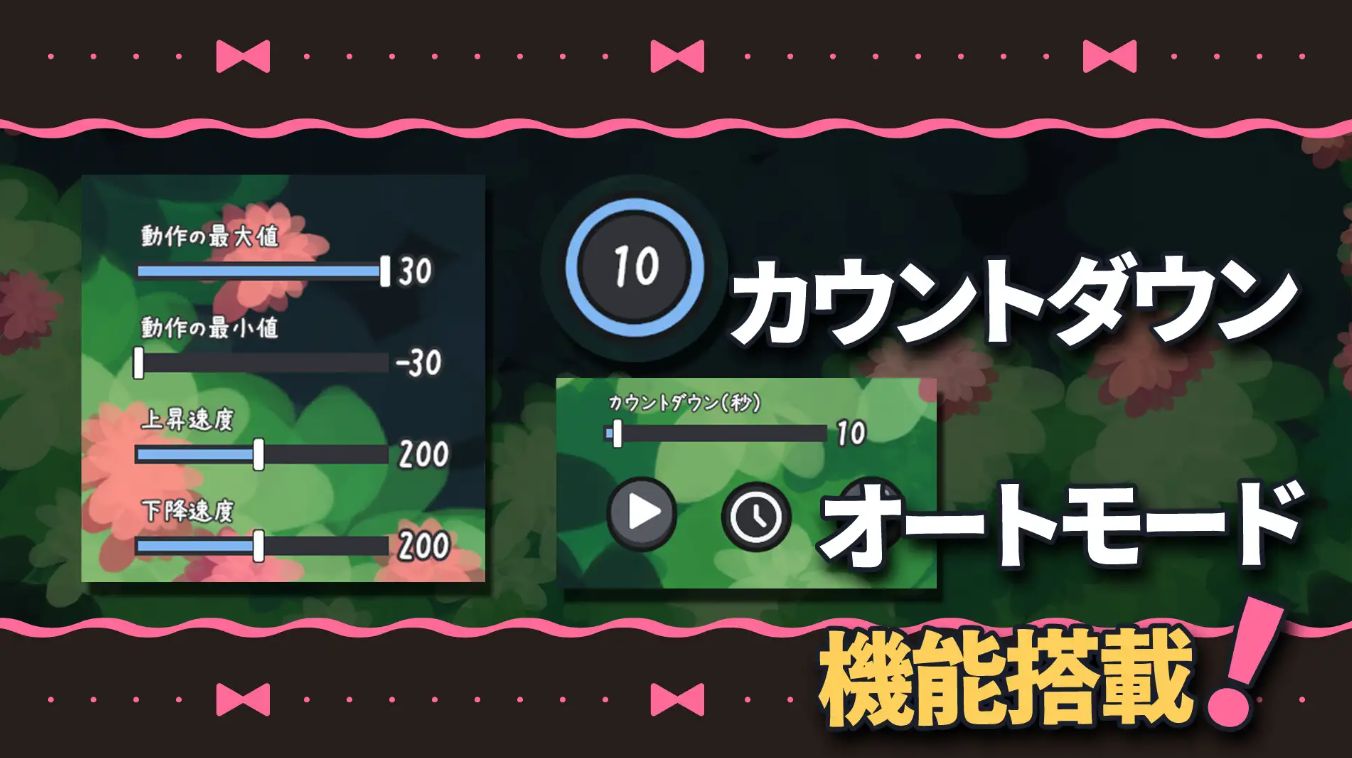 動作の最大値
30
動作の最小値
-30
上昇速度
200
下降速度
200
10
カウントダウン
カウントダウン(秒)
10
オートモード
機能搭載!